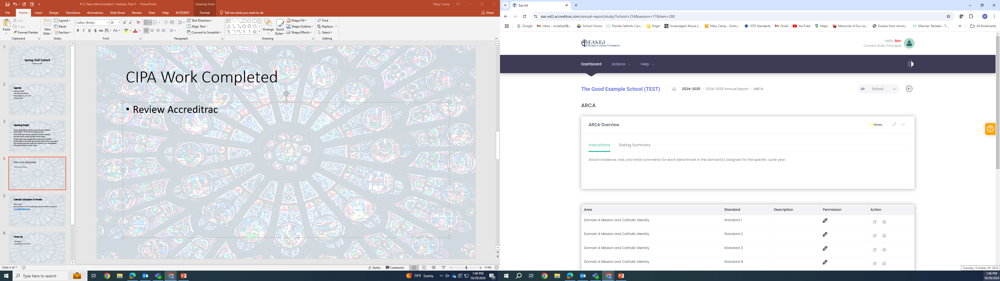 FCC New Administrators' Institute, Part II - PowerPoint
Drawing Tools
Mary Camp
File Home Insert Design Transitions Animations Slide Show Review View Help ACROBAT Format Tell me what you want to do Share
Paste
Cut
Copy
Format Painter
Clipboard
New Slide
Layout
Reset
Section
Slides
Calibri (Body) 28
Font
Text Direction
Align Text
Convert to SmartArt
Paragraph
Arrange
Quick Styles
Shape Fill
Shape Outline
Shape Effects
Drawing
Find
Replace
Select
Editing
1
Spring Visit Cohort
2
Agenda
Opening Prayer
CIPA Work Completed
Preparing for the site visit
Closing Prayer
3
Opening Prayer
Come, Holy Spirit, fill the hearts of your faithful
and kindle in them the fire of your love.
Send forth your Spirit and they shall be created,
and you shall renew the face of the earth.
O God, who have taught the hearts of the faithful
by the light of the Holy Spirit, grant that in the same Spirit
we may be truly wise and ever rejoice in his consolation.
Through Christ our Lord. Amen.
4
CIPA Work Completed
• Review Accreditrac
5
Catholic Education in Florida
Mary Camp
Associate Director for Accreditation, Florida Catholic Conference
6
Wrap Up
• Questions
• Certificates will be sent
CIPA Work Completed
• Review Accreditrac
Slide 4 of 7
Notes
Comments
114%
Type here to search
79°F Sunny
1:46 PM
10/29/2024
19
Eas-Ed
eas-ed2.accreditrac.com/annual-report/study/?school=214&session=17&item=280
Google
Inbox - mctallydf@...
School Choice
Florida Catholic Con...
finger
Screenagers Movie |...
Mary Camp - Outlo...
ISTE Standards
Gmail
YouTube
Maps
Memorial of Our La...
Exodus from remot...
Mexican Tamales - T...
All Bookmarks
EAS-Ed
FLORIDA CATHOLIC CONFERENCE
Hello, Ben
Current Role: Principal
Dashboard Actions Help
The Good Example School (TEST)
2024-2025 - 2024-2025 Annual Report - ARCA
School
ARCA
ARCA Overview
Notes
Instructions Rating Summary
Attach evidence, rate, and write comments for each benchmark in the domain(s) assigned for the specific cycle year.
Area Standard Description Permission Action
Domain A Mission and Catholic Identity Standard 1
Domain A Mission and Catholic Identity Standard 2
Domain A Mission and Catholic Identity Standard 3
Domain A Mission and Catholic Identity Standard 4
Tuesday, October 29, 2024
1:46 PM
10/29/2024